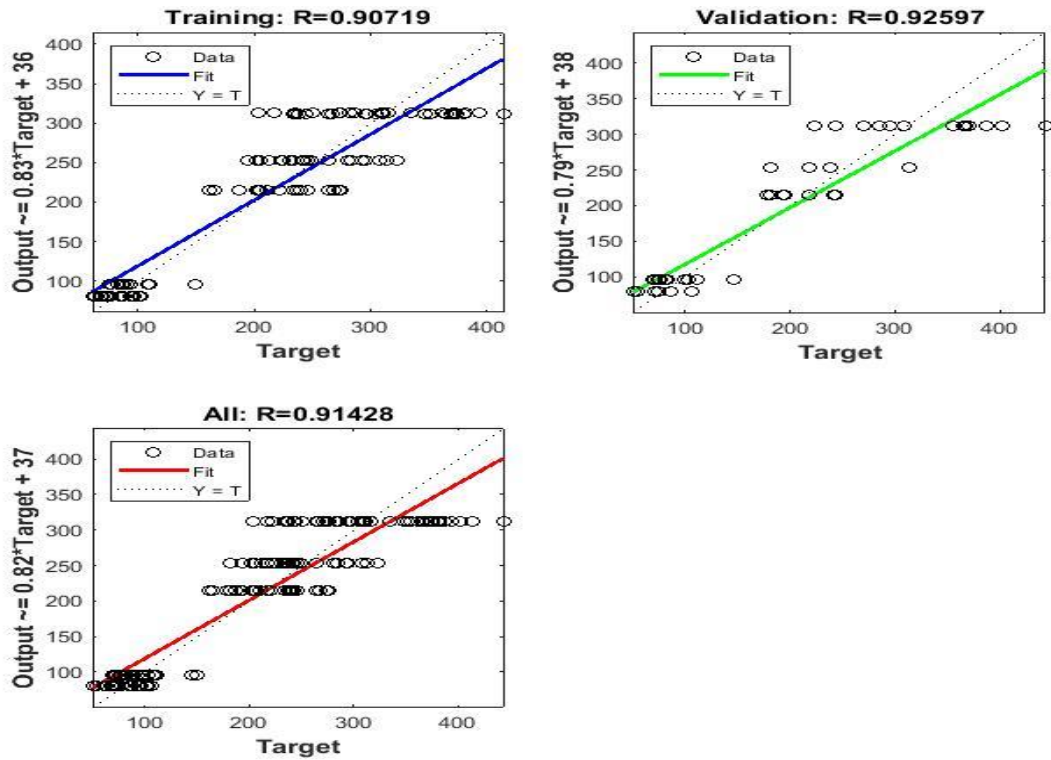 Training: R=0.90719
Output ~= 0.83*Target + 36
400
350
300
250
200
150
100
Data
Fit
Y = T
100
200
300
400
Target
Validation: R=0.92597
Output ~= 0.79*Target + 38
400
350
300
250
200
150
100
Data
Fit
Y = T
100
200
300
400
Target
All: R=0.91428
Output ~= 0.82*Target + 37
400
350
300
250
200
150
100
Data
Fit
Y = T
100
200
300
400
Target